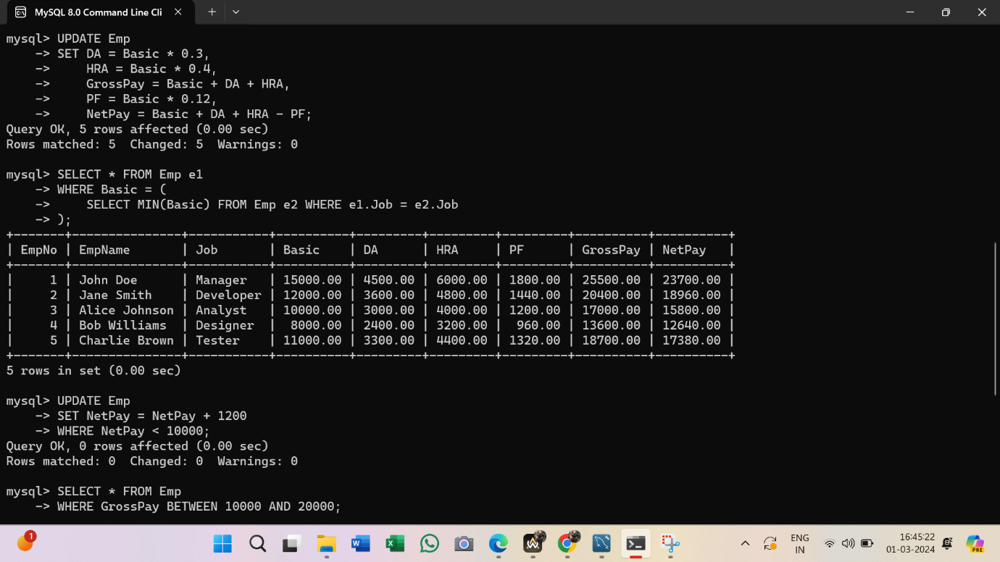 MySQL 8.0 Command Line Cli
mysql> UPDATE Emp
    -> SET DA = Basic * 0.3,
    ->     HRA = Basic * 0.4,
    ->     GrossPay = Basic + DA + HRA,
    ->     PF = Basic * 0.12,
    ->     NetPay = Basic + DA + HRA - PF;
Query OK, 5 rows affected (0.00 sec)
Rows matched: 5  Changed: 5  Warnings: 0
mysql> SELECT * FROM Emp e1
    -> WHERE Basic = (
    ->     SELECT MIN(Basic) FROM Emp e2 WHERE e1.Job = e2.Job
    -> );
+-------+---------------+-----------+----------+---------+---------+---------+----------+----------+
| EmpNo | EmpName       | Job       | Basic    | DA      | HRA     | PF      | GrossPay | NetPay   |
+-------+---------------+-----------+----------+---------+---------+---------+----------+----------+
|     1 | John Doe      | Manager   | 15000.00 | 4500.00 | 6000.00 | 1800.00 | 25500.00 | 23700.00 |
|     2 | Jane Smith    | Developer | 12000.00 | 3600.00 | 4800.00 | 1440.00 | 20400.00 | 18960.00 |
|     3 | Alice Johnson | Analyst   | 10000.00 | 3000.00 | 4000.00 | 1200.00 | 17000.00 | 15800.00 |
|     4 | Bob Williams  | Designer  |  8000.00 | 2400.00 | 3200.00 |  960.00 | 13600.00 | 12640.00 |
|     5 | Charlie Brown | Tester    | 11000.00 | 3300.00 | 4400.00 | 1320.00 | 18700.00 | 17380.00 |
+-------+---------------+-----------+----------+---------+---------+---------+----------+----------+
5 rows in set (0.00 sec)
mysql> UPDATE Emp
    -> SET NetPay = NetPay + 1200
    -> WHERE NetPay < 10000;
Query OK, 0 rows affected (0.00 sec)
Rows matched: 0  Changed: 0  Warnings: 0
mysql> SELECT * FROM Emp
    -> WHERE GrossPay BETWEEN 10000 AND 20000;
1
ENG
IN
16:45:22
01-03-2024
PRE